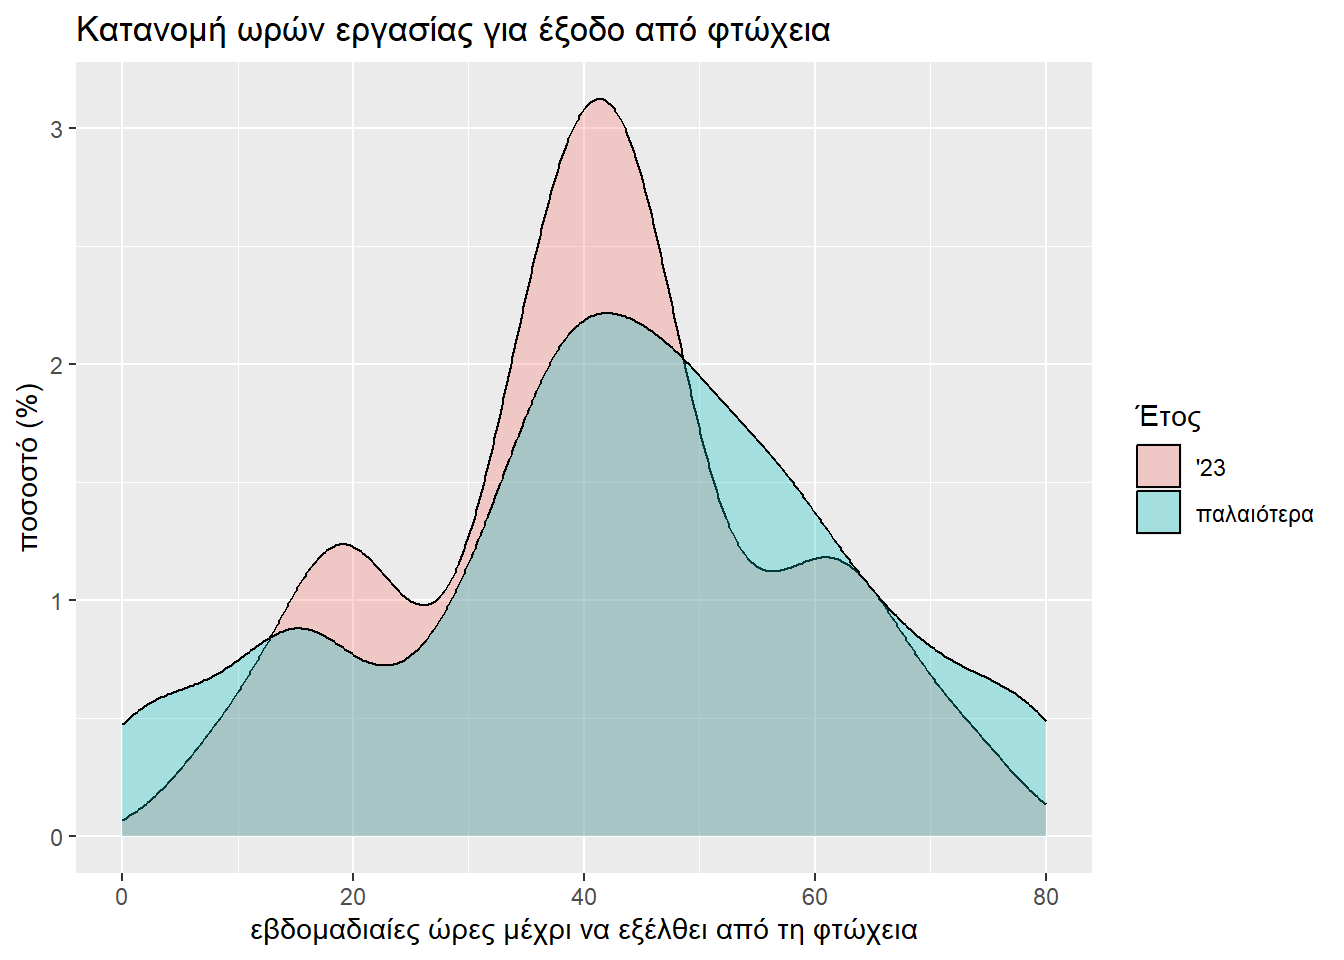 Κατανομή ωρών εργασίας για έξοδο από φτώχεια
3
2
1
0
ποσοστό (%)
0 20 40 60 80
εβδομαδιαίες ώρες μέχρι να εξέλθει από τη φτώχεια
Έτος
'23
παλαιότερα